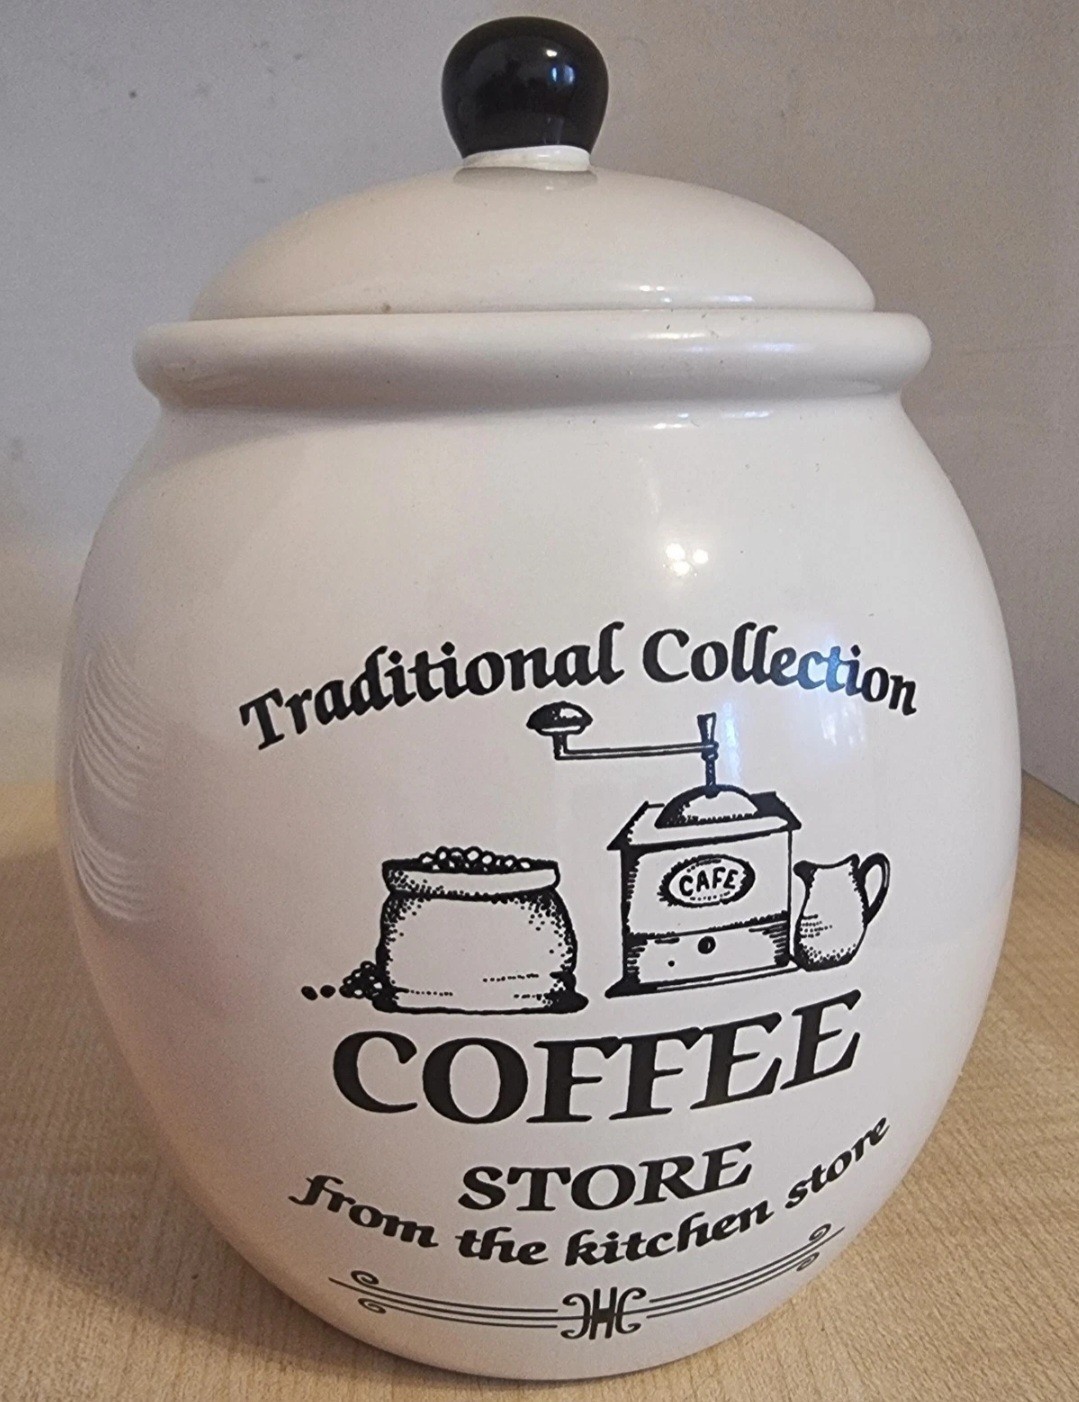 Traditional Collection
CAFE
COFFEE
STORE
from the kitchen store